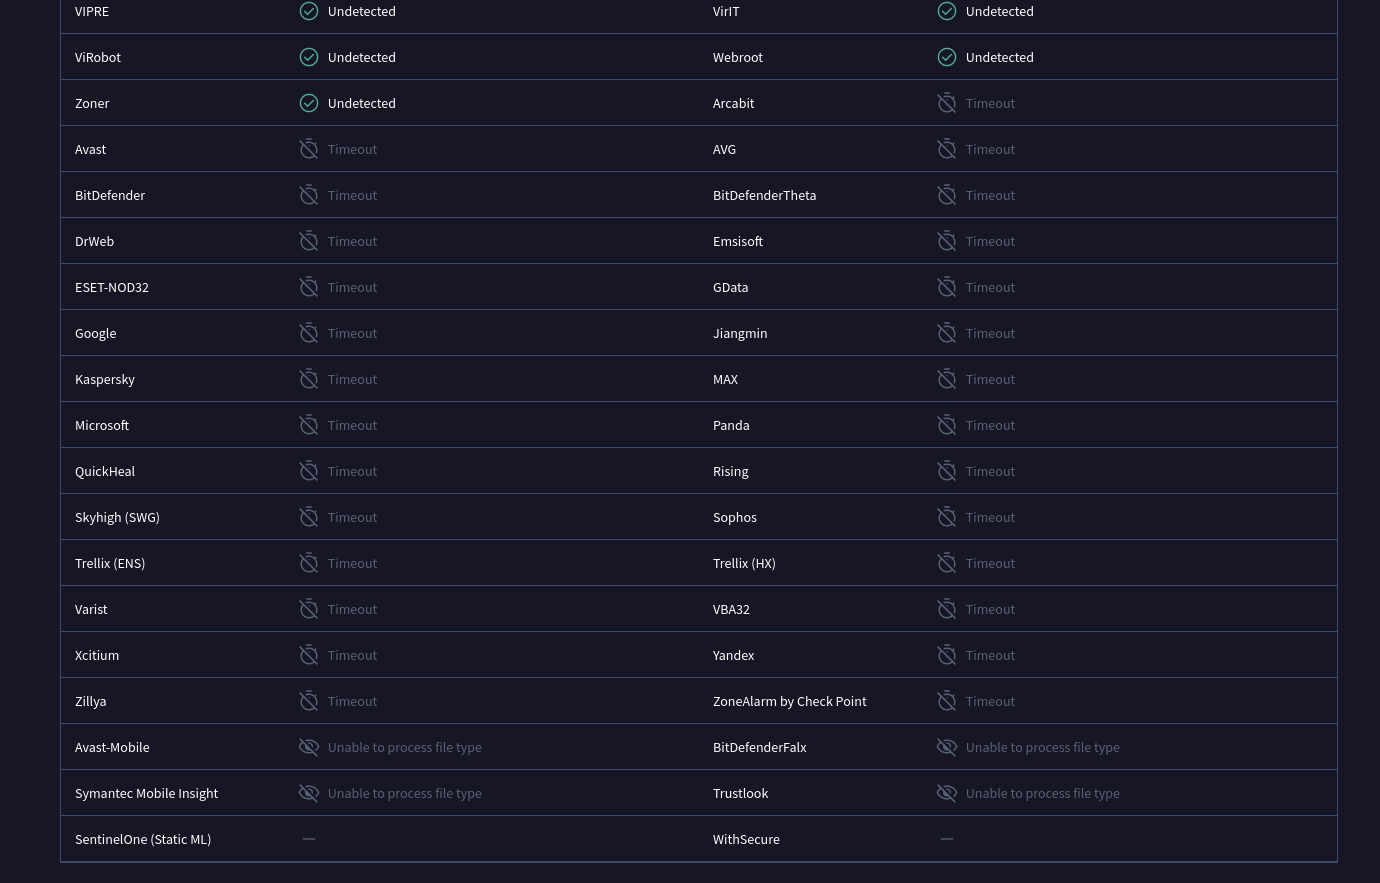 VIPRE Undetected VirIT Undetected
ViRobot Undetected Webroot Undetected
Zoner Undetected Arcabit Timeout
Avast Timeout AVG Timeout
BitDefender Timeout BitDefenderTheta Timeout
DrWeb Timeout Emsisoft Timeout
ESET-NOD32 Timeout GData Timeout
Google Timeout Jiangmin Timeout
Kaspersky Timeout MAX Timeout
Microsoft Timeout Panda Timeout
QuickHeal Timeout Rising Timeout
Skyhigh (SWG) Timeout Sophos Timeout
Trellix (ENS) Timeout Trellix (HX) Timeout
Varist Timeout VBA32 Timeout
Xcitium Timeout Yandex Timeout
Zillya Timeout ZoneAlarm by Check Point Timeout
Avast-Mobile Unable to process file type BitDefenderFalx Unable to process file type
Symantec Mobile Insight Unable to process file type Trustlook Unable to process file type
SentinelOne (Static ML) — WithSecure —